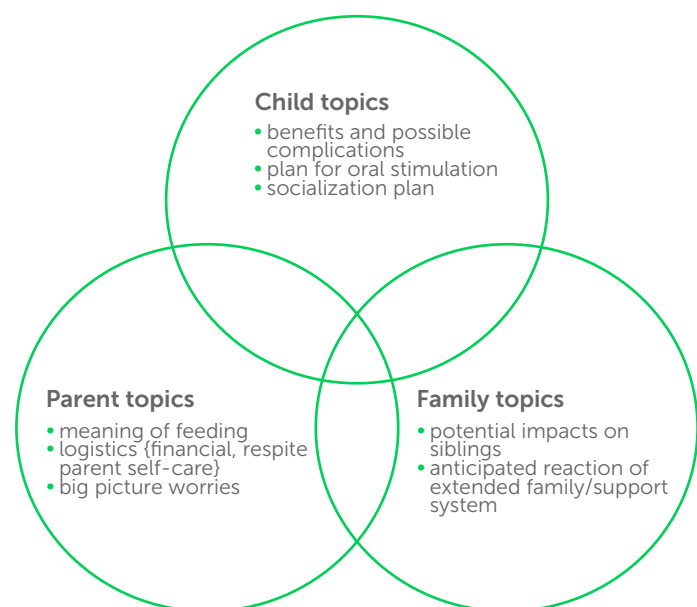 Child topics
• benefits and possible
complications
• plan for oral stimulation
• socialization plan
Parent topics
• meaning of feeding
• logistics {financial, respite
parent self-care}
• big picture worries
Family topics
• potential impacts on
siblings
• anticipated reaction of
extended family/support
system